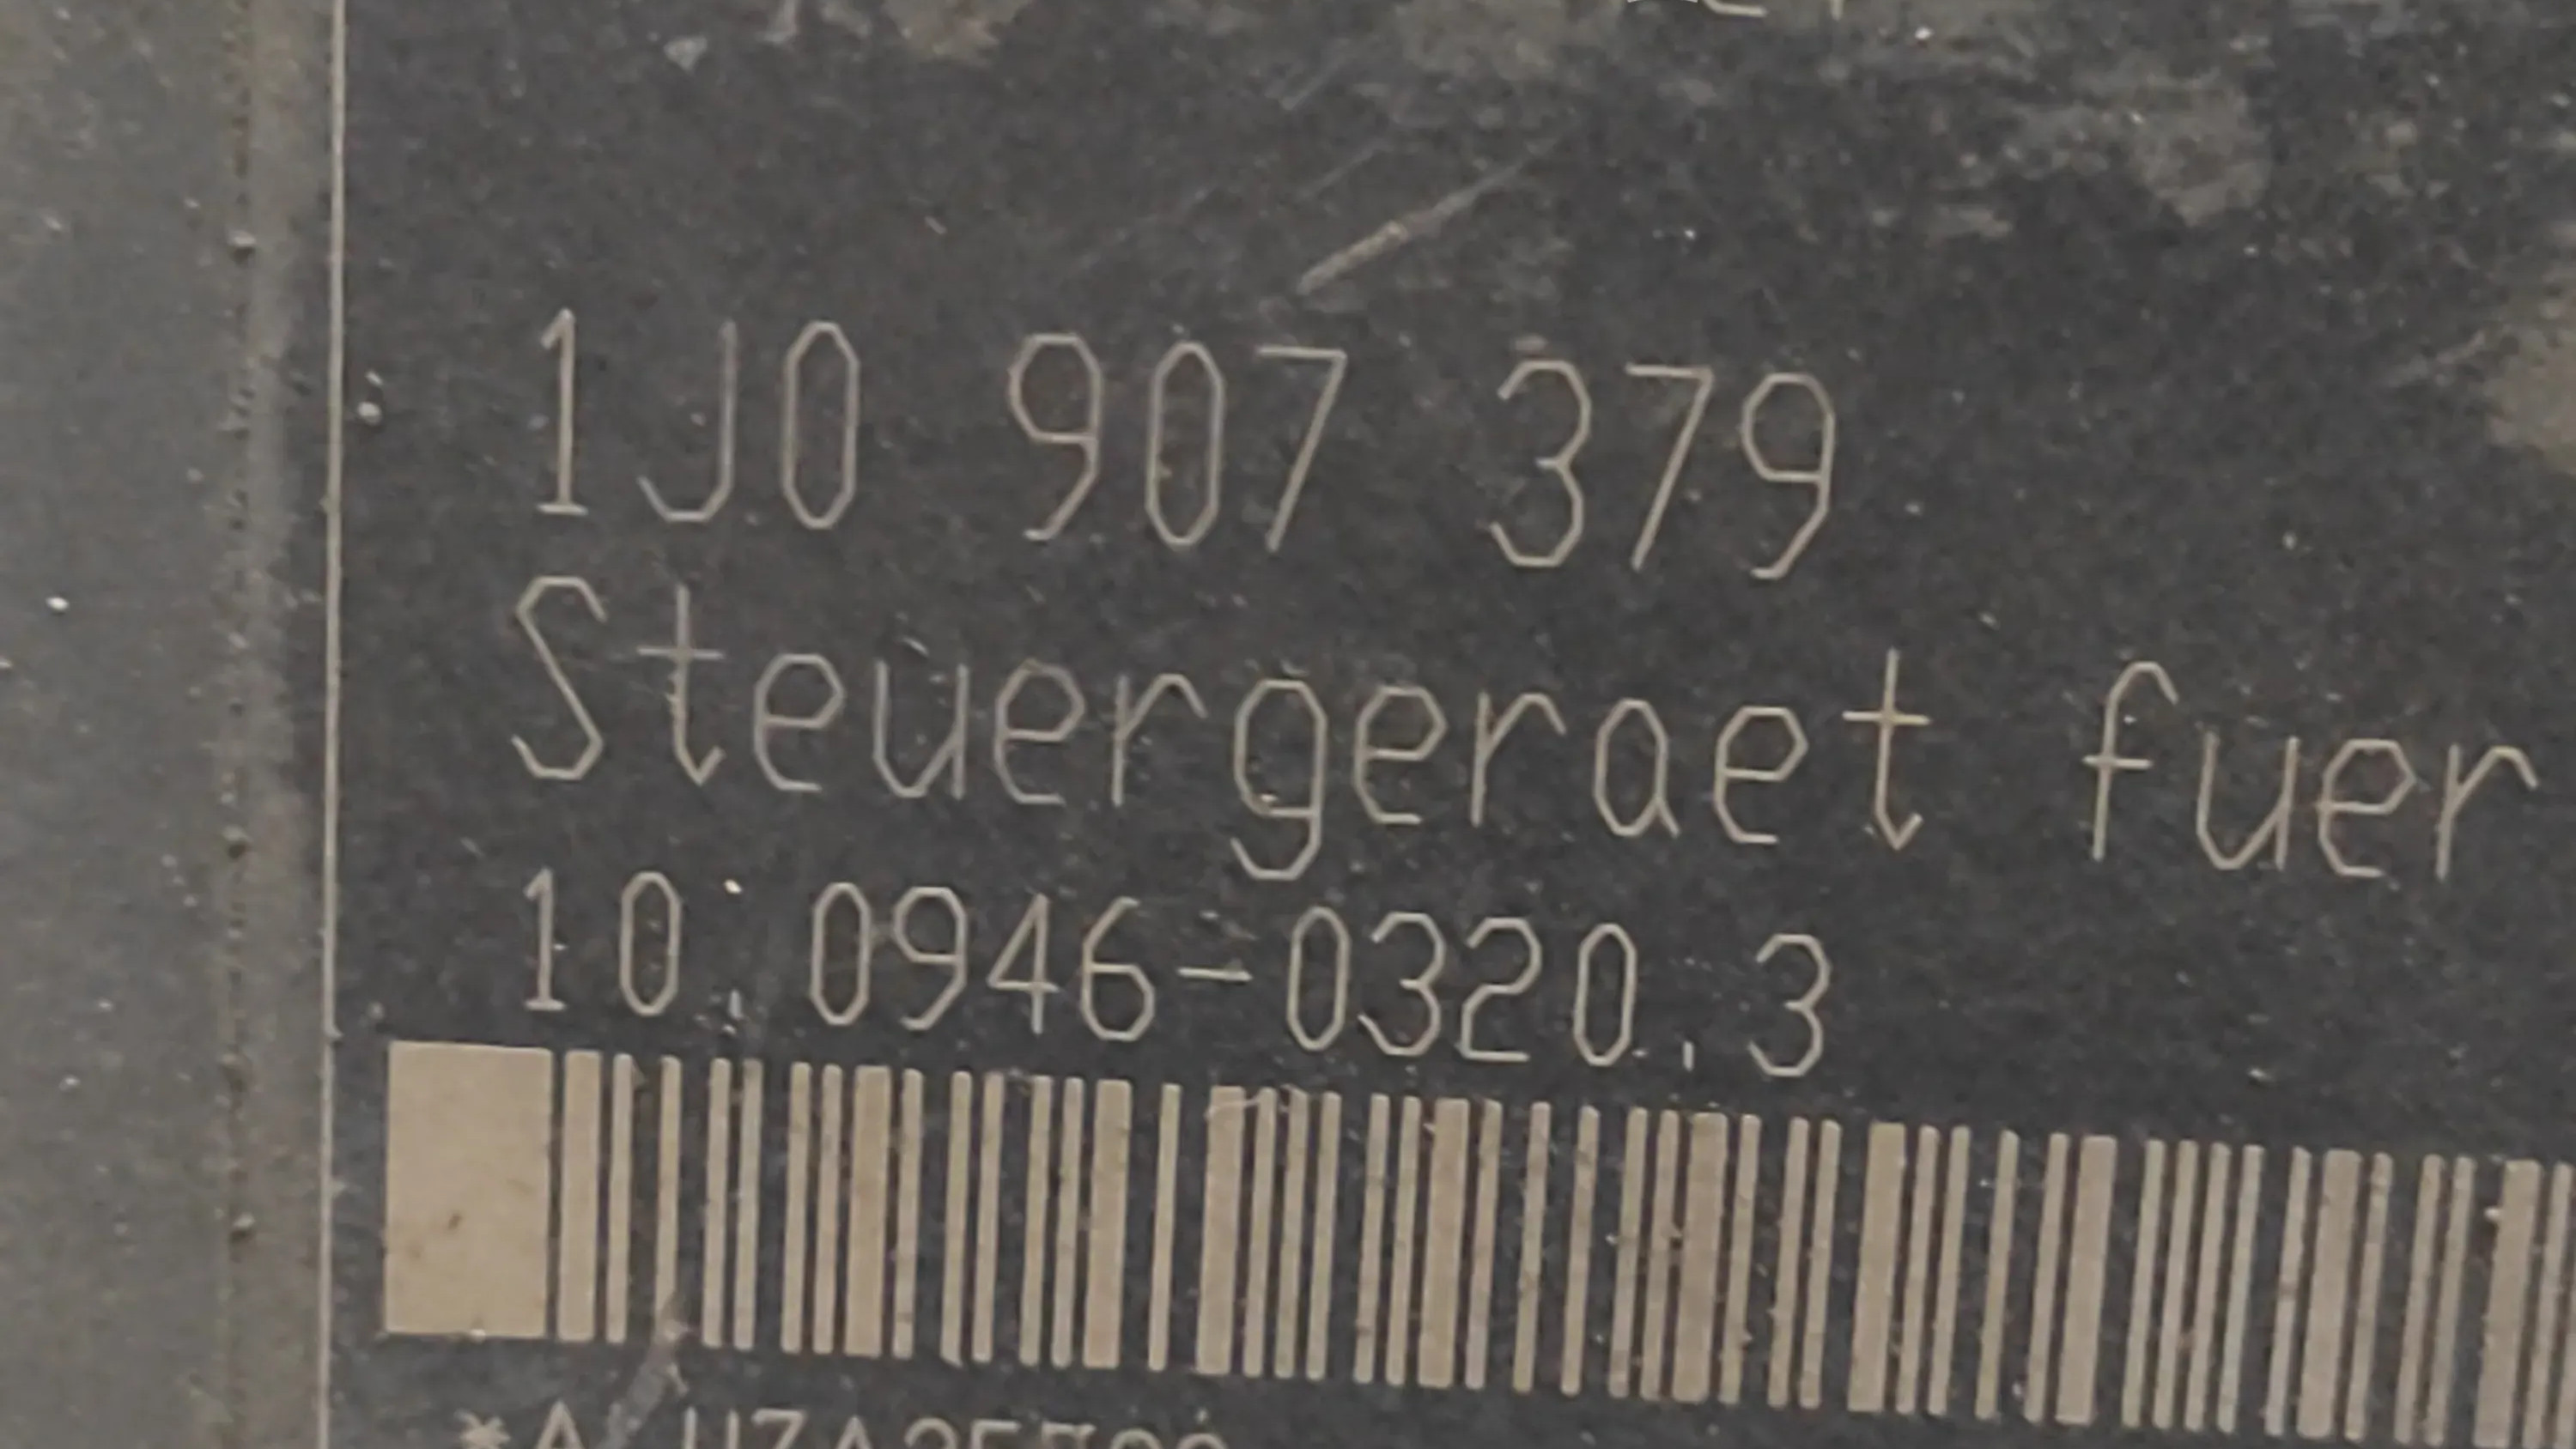 1J0 907 379
Steuergeraet fuer
10.0946-0320.3